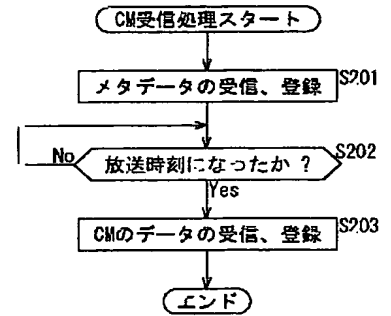 CM受信処理スタート
メタデータの受信、登録
S201
放送時刻になったか？
S202
No
Yes
CMのデータの受信、登録
S203
エンド